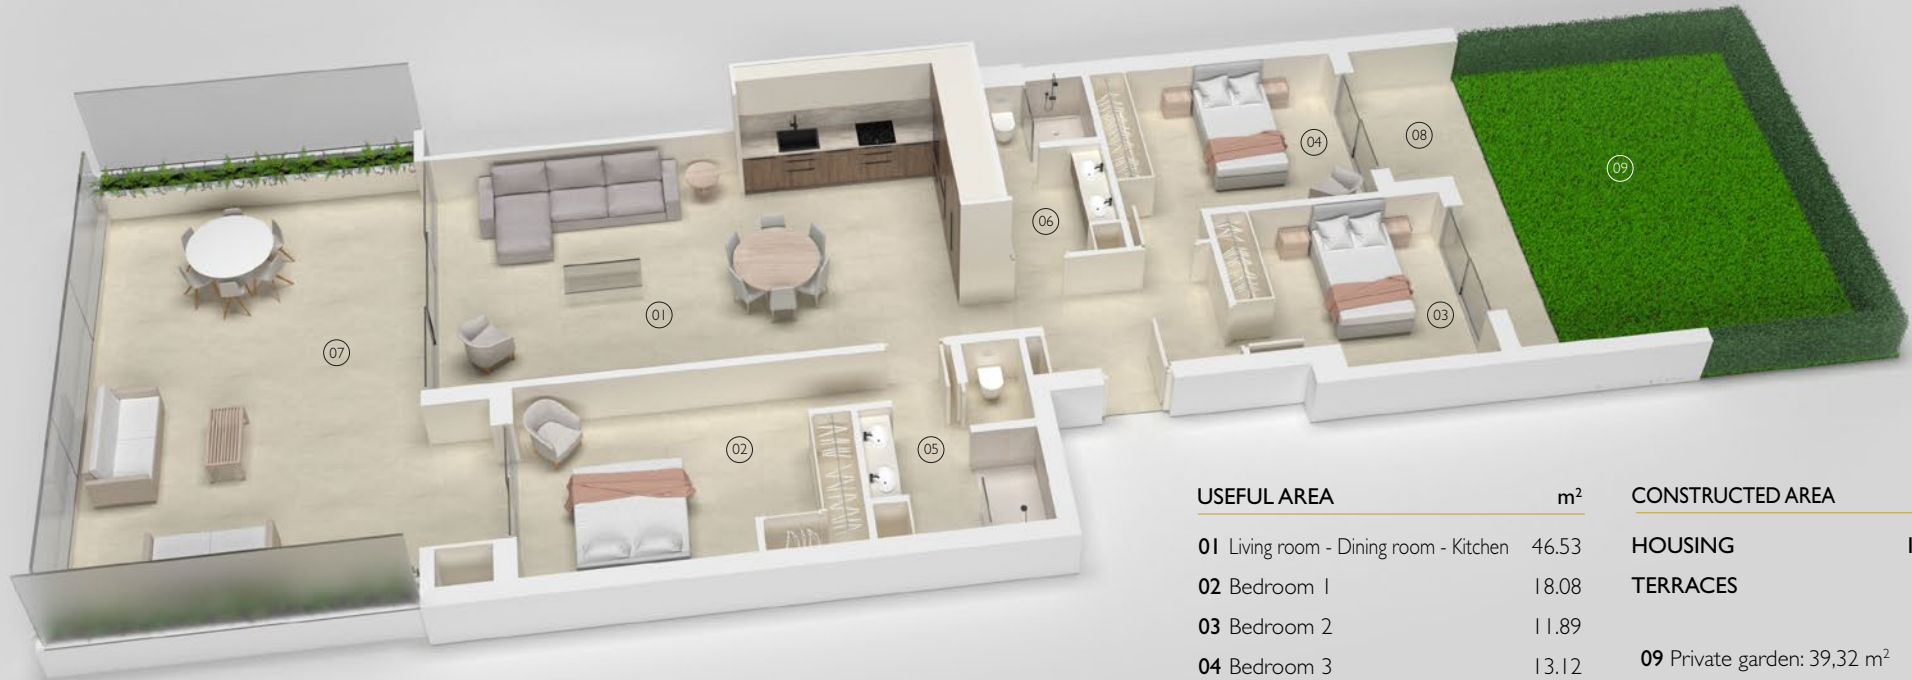 04
08
09
06
03
01
07
02
05
USEFUL AREA m²
01 Living room - Dining room - Kitchen 46.53
02 Bedroom 1 18.08
03 Bedroom 2 11.89
04 Bedroom 3 13.12
CONSTRUCTED AREA
HOUSING
TERRACES
09 Private garden: 39,32 m²